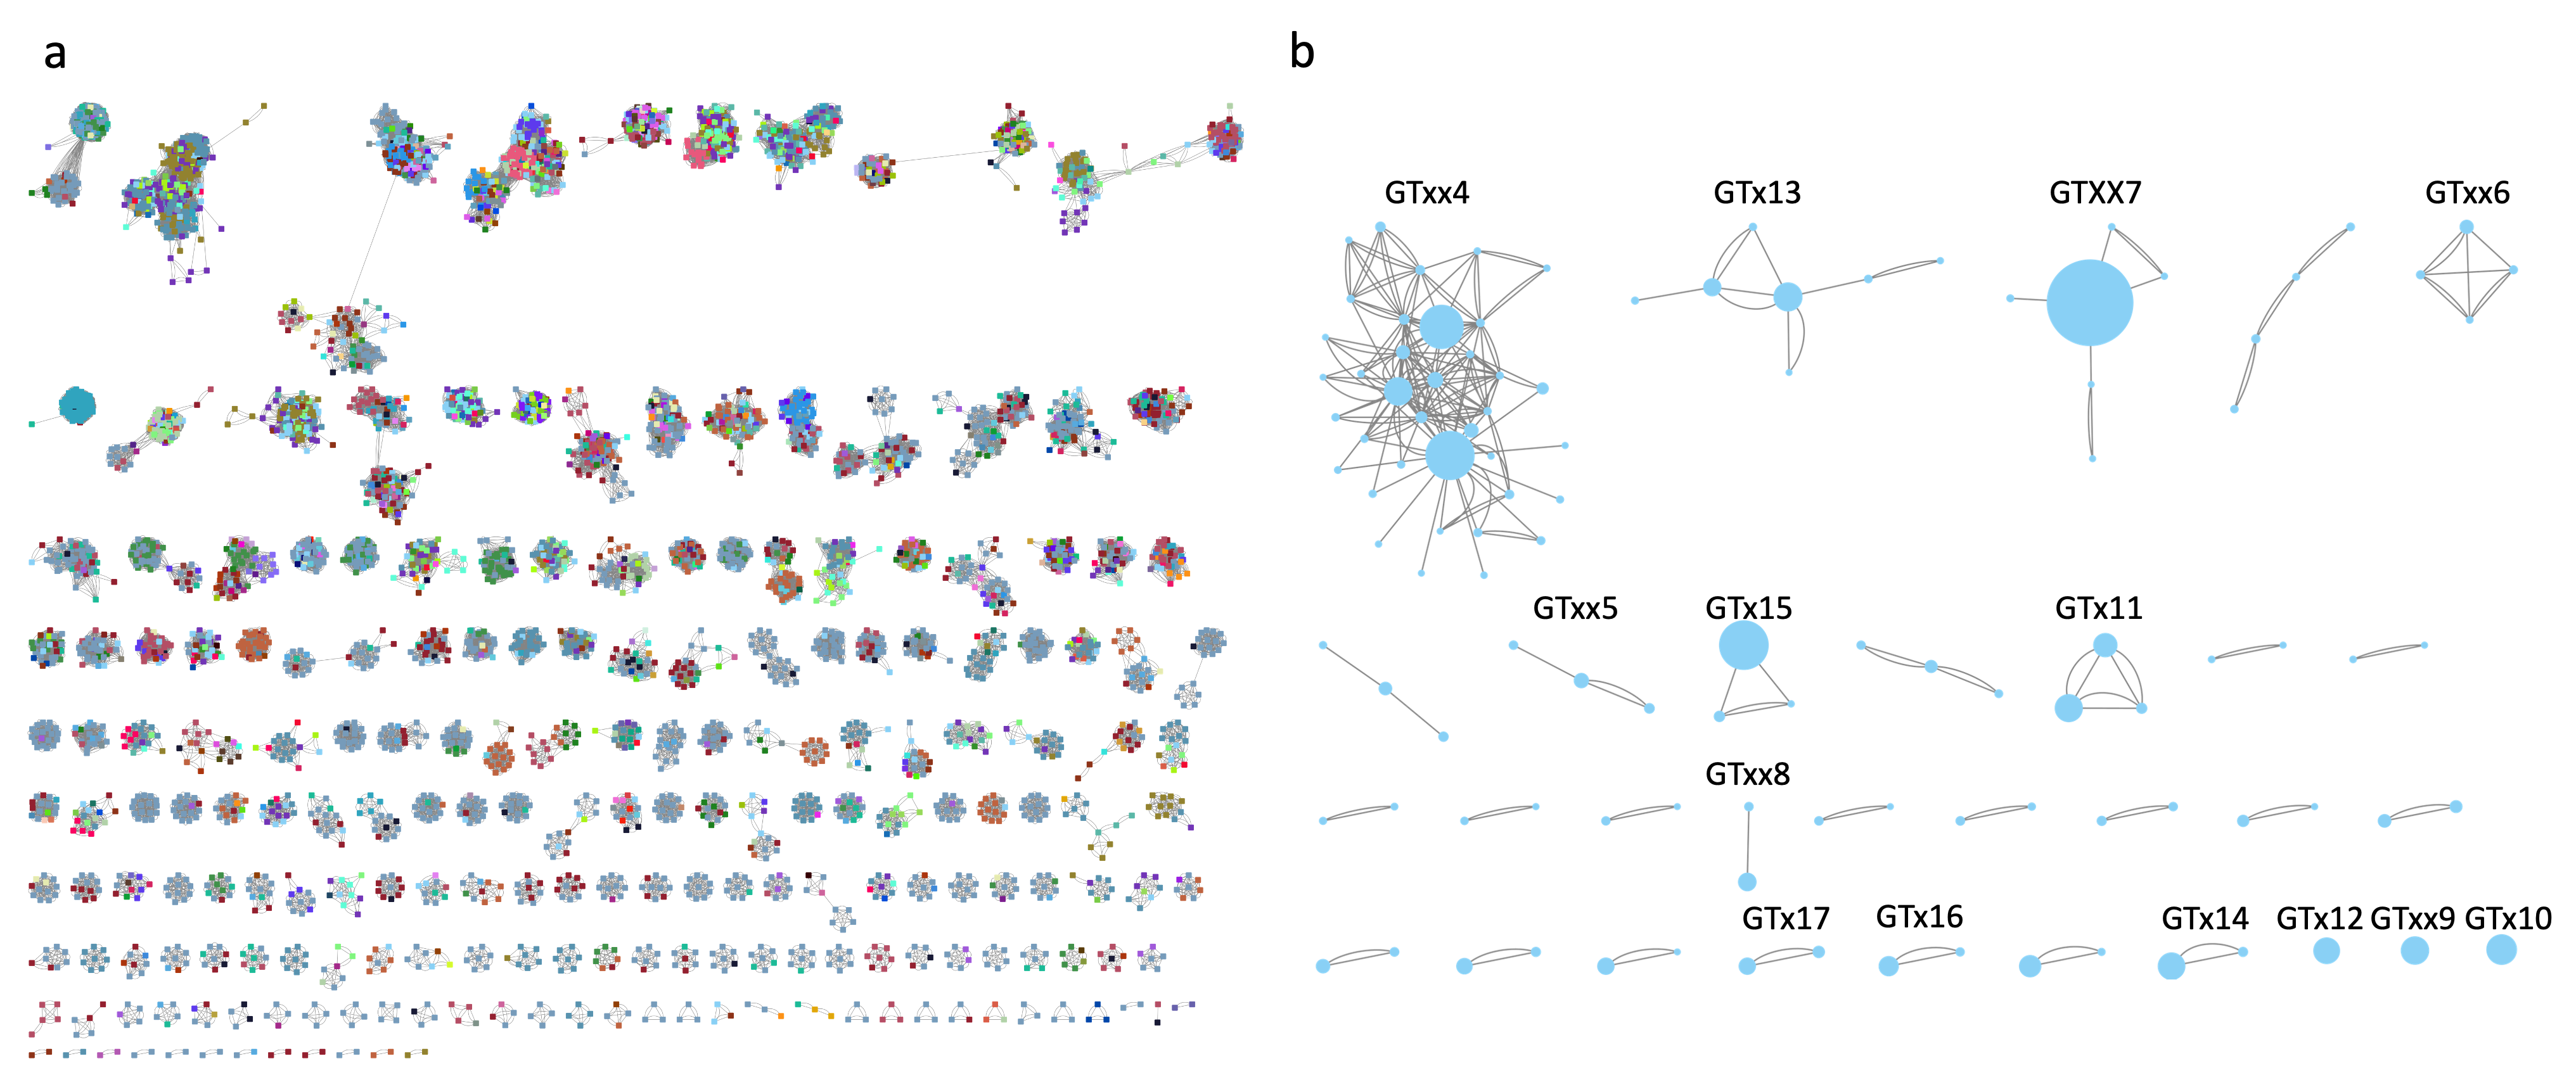 a
b
GTxx4 GTx13 GTXX7 GTxx6
GTxx5 GTx15 GTx11
GTxx8
GTx17 GTx16 GTx14 GTx12 GTxx9 GTx10